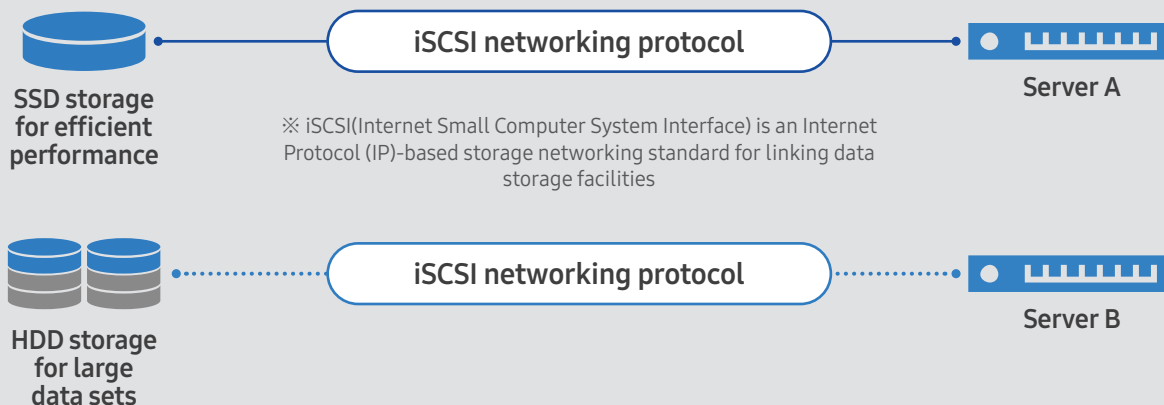 iSCSI networking protocol
SSD storage
for efficient
performance
Server A
※ iSCSI(Internet Small Computer System Interface) is an Internet
Protocol (IP)-based storage networking standard for linking data
storage facilities
iSCSI networking protocol
HDD storage
for large
data sets
Server B